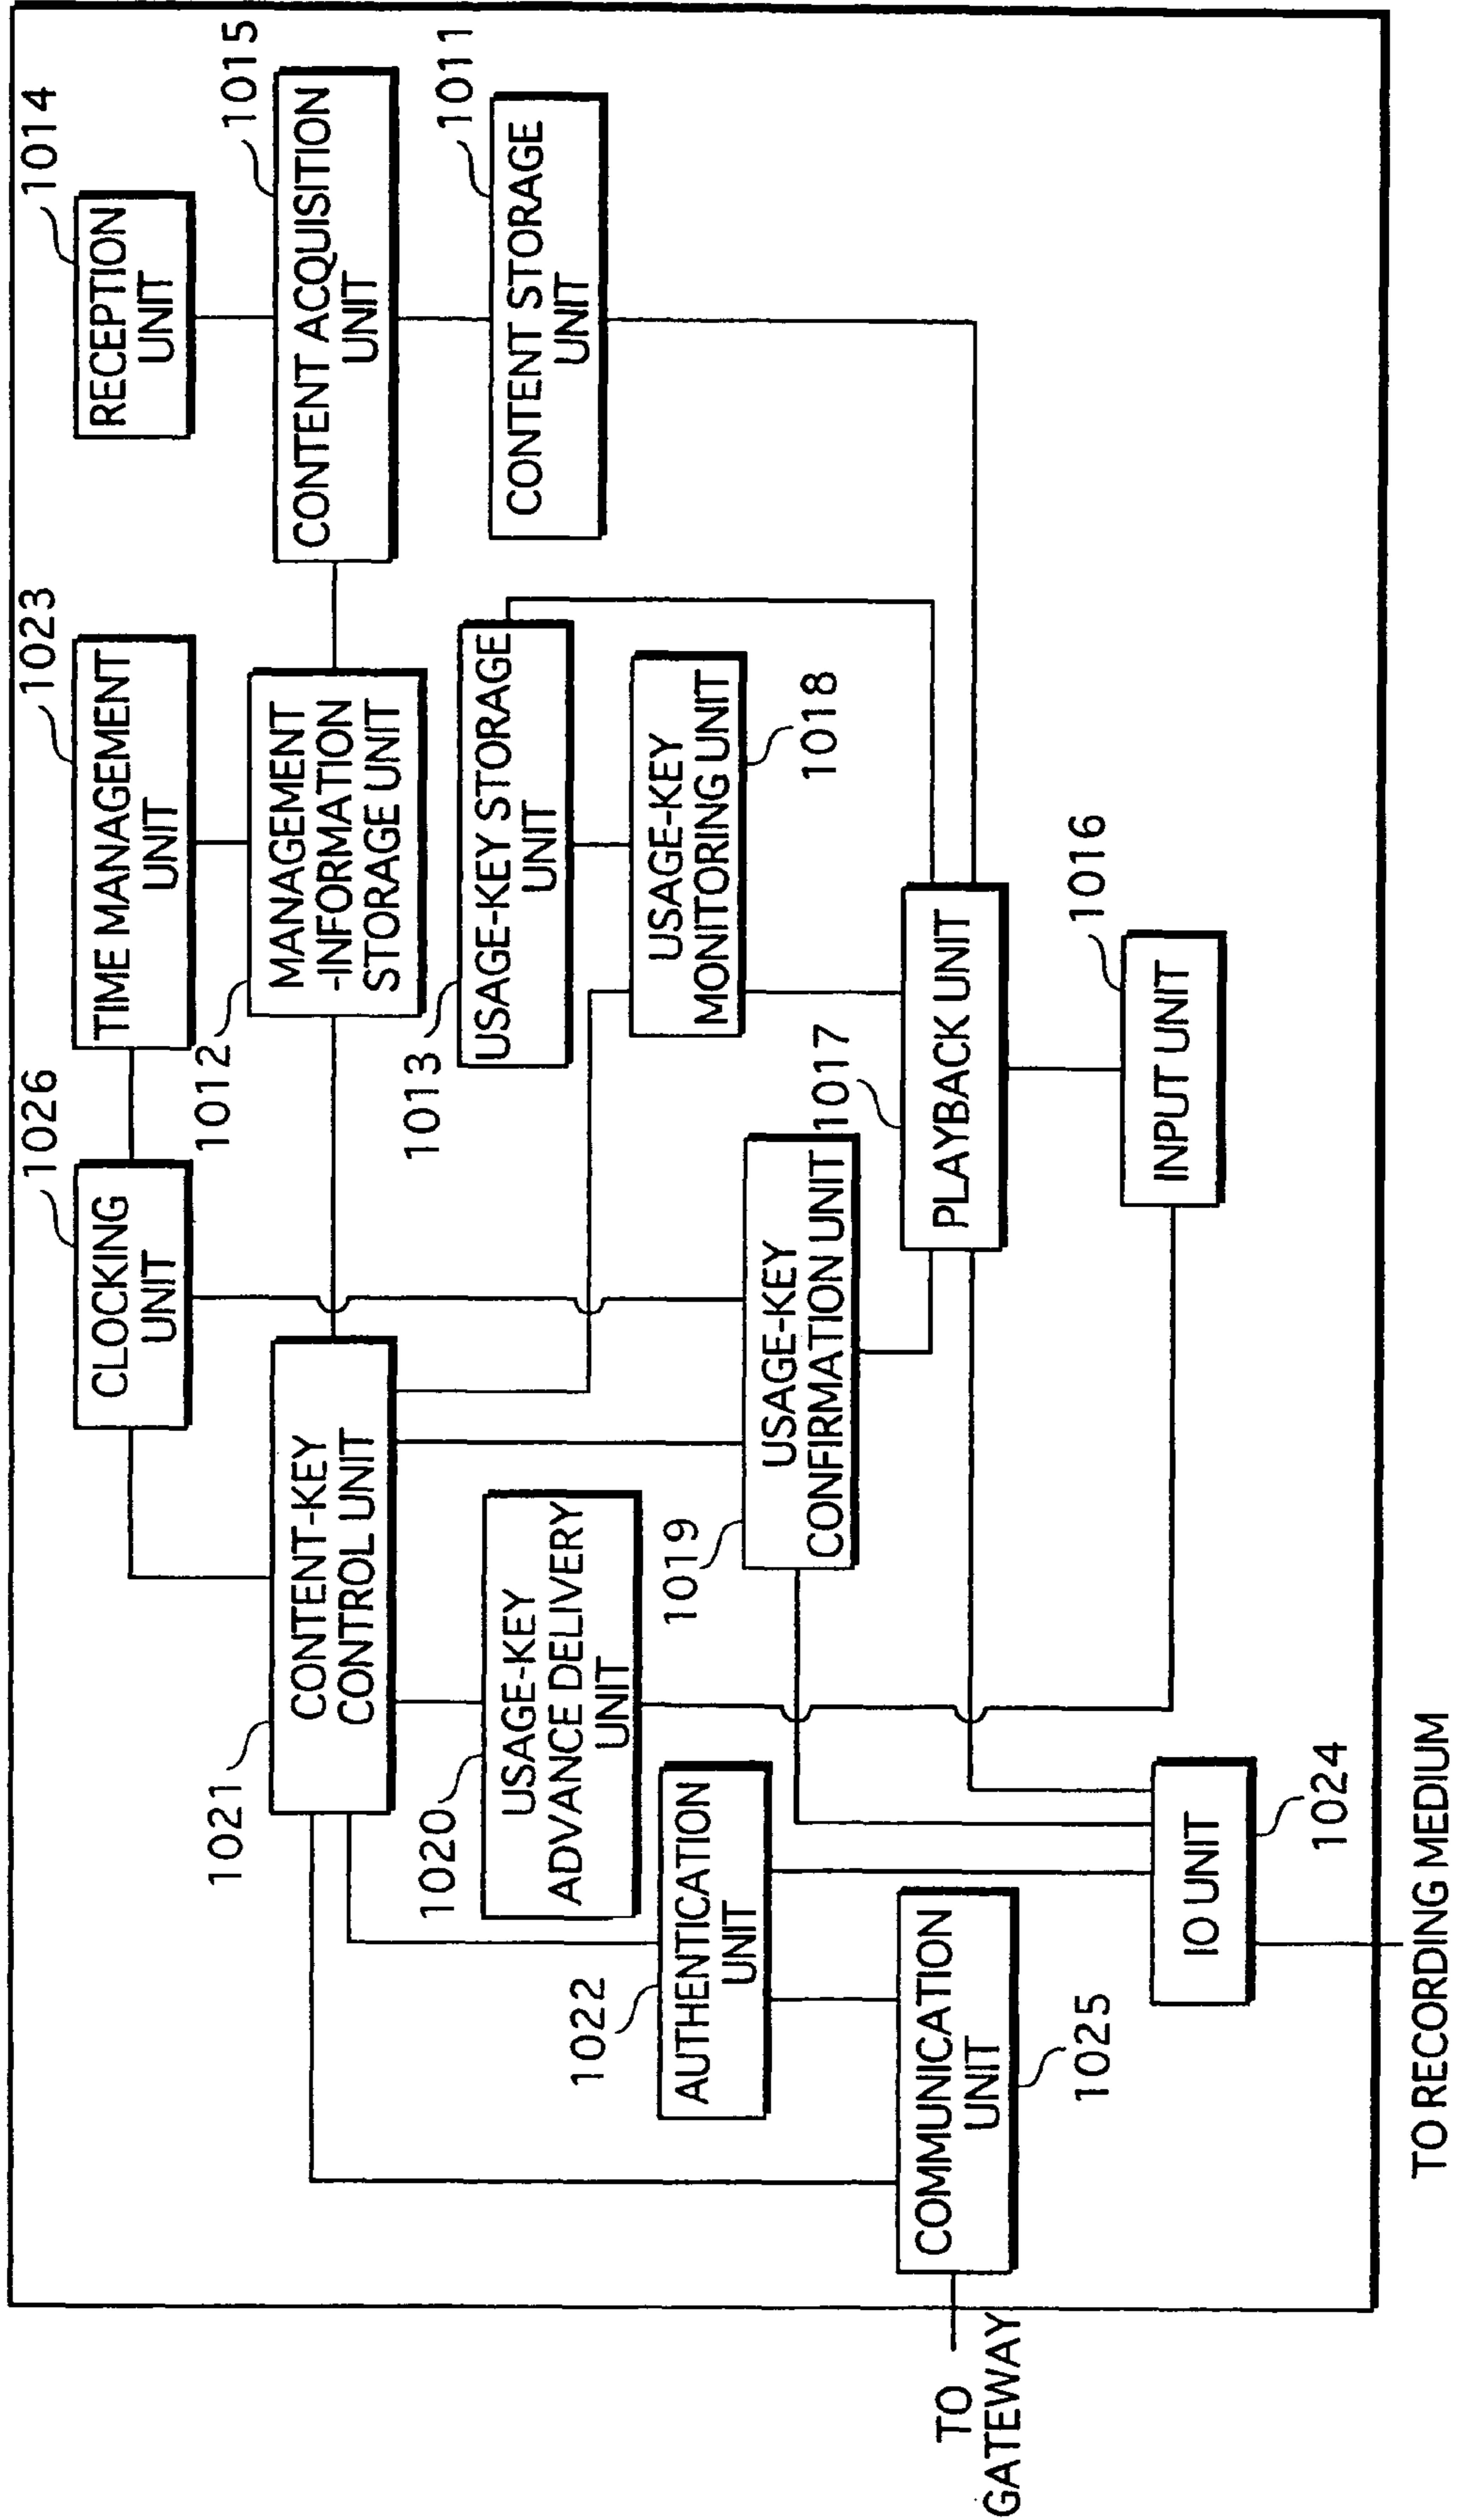 1026
1023
1014
CLOCKING
UNIT
TIME MANAGEMENT
UNIT
RECEPTION
UNIT
1021
1012
1015
CONTENT-KEY
CONTROL UNIT
MANAGEMENT
-INFORMATION
STORAGE UNIT
CONTENT ACQUISITION
UNIT
1020
1013
1011
USAGE-KEY
ADVANCE DELIVERY
UNIT
USAGE-KEY STORAGE
UNIT
CONTENT STORAGE
UNIT
1022
1019
AUTHENTICATION
UNIT
USAGE-KEY
CONFIRMATION UNIT
USAGE-KEY
MONITORING UNIT
1018
1017
COMMUNICATION
UNIT
PLAYBACK UNIT
TO
GATEWAY
1025
1016
IO UNIT
INPUT UNIT
1024
TO RECORDING MEDIUM